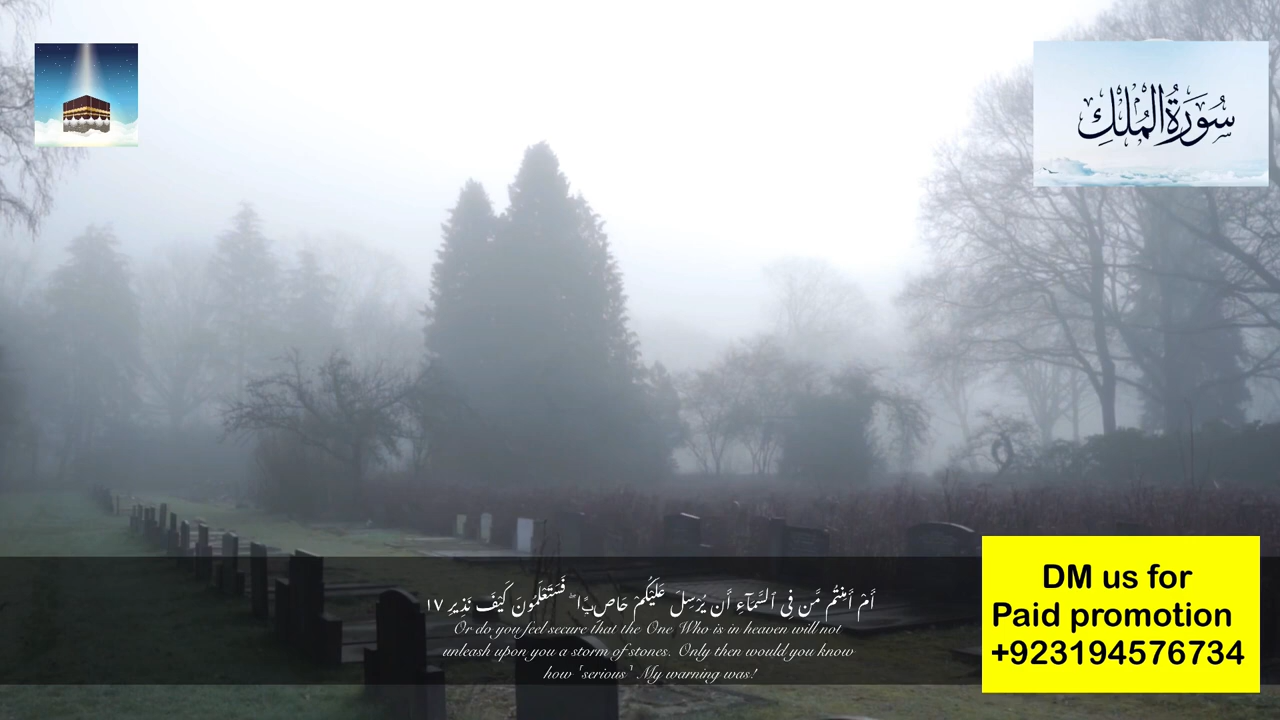 سُورَةُ الْمُلْكِ
أَمْ أَمِنتُم مَّن فِى ٱلسَّمَآءِ أَن يُرْسِلَ عَلَيْكُمْ حَاصِبًا ۖ فَسَتَعْلَمُونَ كَيْفَ نَذِيرِ ١٧
Or do you feel secure that the One Who is in heaven will not
unleash upon you a storm of stones. Only then would you know
how ˹serious˺ My warning was!
DM us for
Paid promotion
+923194576734